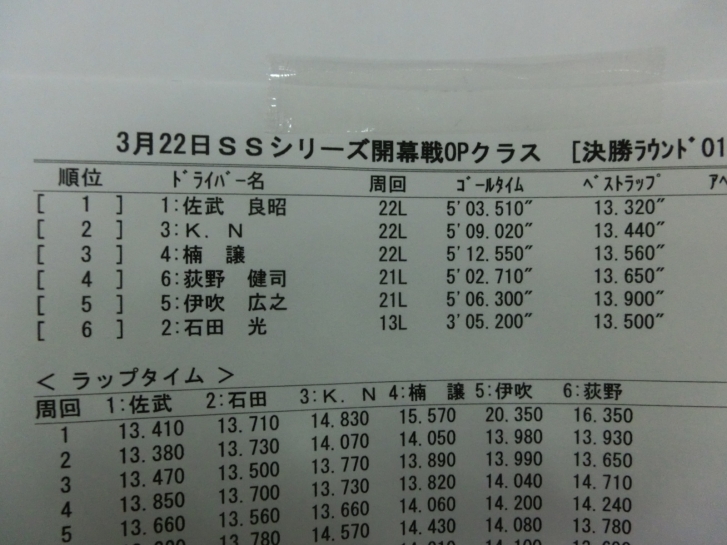 3月22日SSシリーズ開幕戦OPクラス [決勝ﾗｳﾝﾄﾞ01
順位 ﾄﾞﾗｲﾊﾞｰ名 周回 ｺﾞｰﾙﾀｲﾑ ﾍﾞｽﾄﾗｯﾌﾟ ｱﾍ
[ 1 ] 1:佐武 良昭 22L 5'03.510" 13.320"
[ 2 ] 3:K. N 22L 5'09.020" 13.440"
[ 3 ] 4:楠 譲 22L 5'12.550" 13.560"
[ 4 ] 6:荻野 健司 21L 5'02.710" 13.650"
[ 5 ] 5:伊吹 広之 21L 5'06.300" 13.900"
[ 6 ] 2:石田 光 13L 3'05.200" 13.500"
< ラップタイム >
周回 1:佐武 2:石田 3:K. N 4:楠 譲 5:伊吹 6:荻野
1 13.410 13.710 14.830 15.570 20.350 16.350
2 13.380 13.730 14.070 14.050 13.980 13.930
3 13.470 13.500 13.770 13.890 13.990 13.650
4 13.850 13.700 13.730 13.820 14.040 14.710
5 13.660 13.560 13.660 14.060 14.200 14.240
13.780 14.570 14.430 14.080 13.780